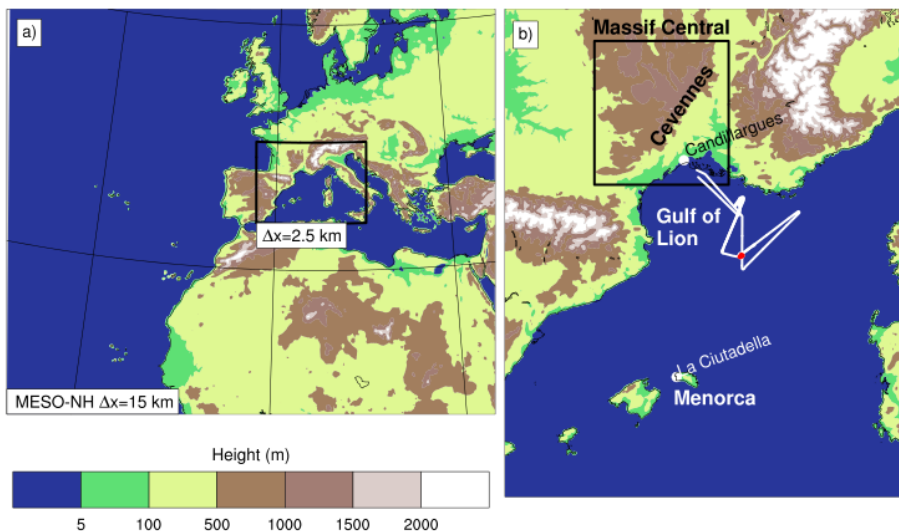 a)
Δx=2.5 km
MESO-NH Δx=15 km
b)
Massif Central
Cevennes
Candillargues
Gulf of
Lion
La Ciutadella
Menorca
Height (m)
5 100 500 1000 1500 2000